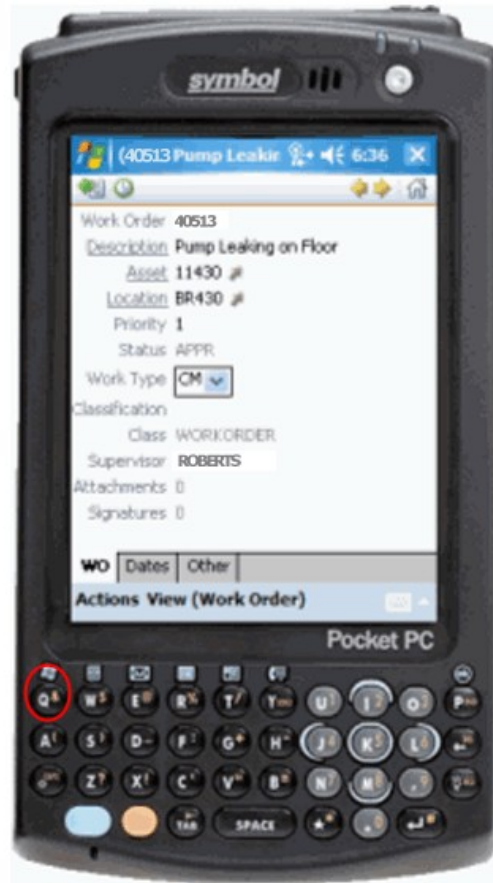 symbol
(40513 Pump Leakin 6:36
Work Order 40513
Description Pump Leaking on Floor
Asset 11430
Location BR430
Priority 1
Status APPR
Work Type CM
Classification
Class WORKORDER
Supervisor ROBERTS
Attachments 0
Signatures 0
WO Dates Other
Actions View (Work Order)
Pocket PC
Q W E R T Y U I O P
A S D F G H J K L
Z X C V B N M
TAB SPACE